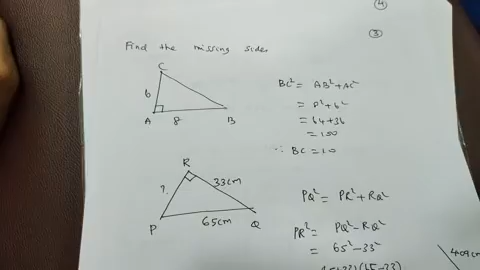 ④
③
Find the missing sides
C
6
A
8
B
BC² = AB² + AC²
= 8² + 6²
= 64 + 36
= 100
∴ BC = 10
R
?
33cm
P
65cm
Q
PQ² = PR² + RQ²
PR² = PQ² - RQ²
= 65² - 33²
409cm